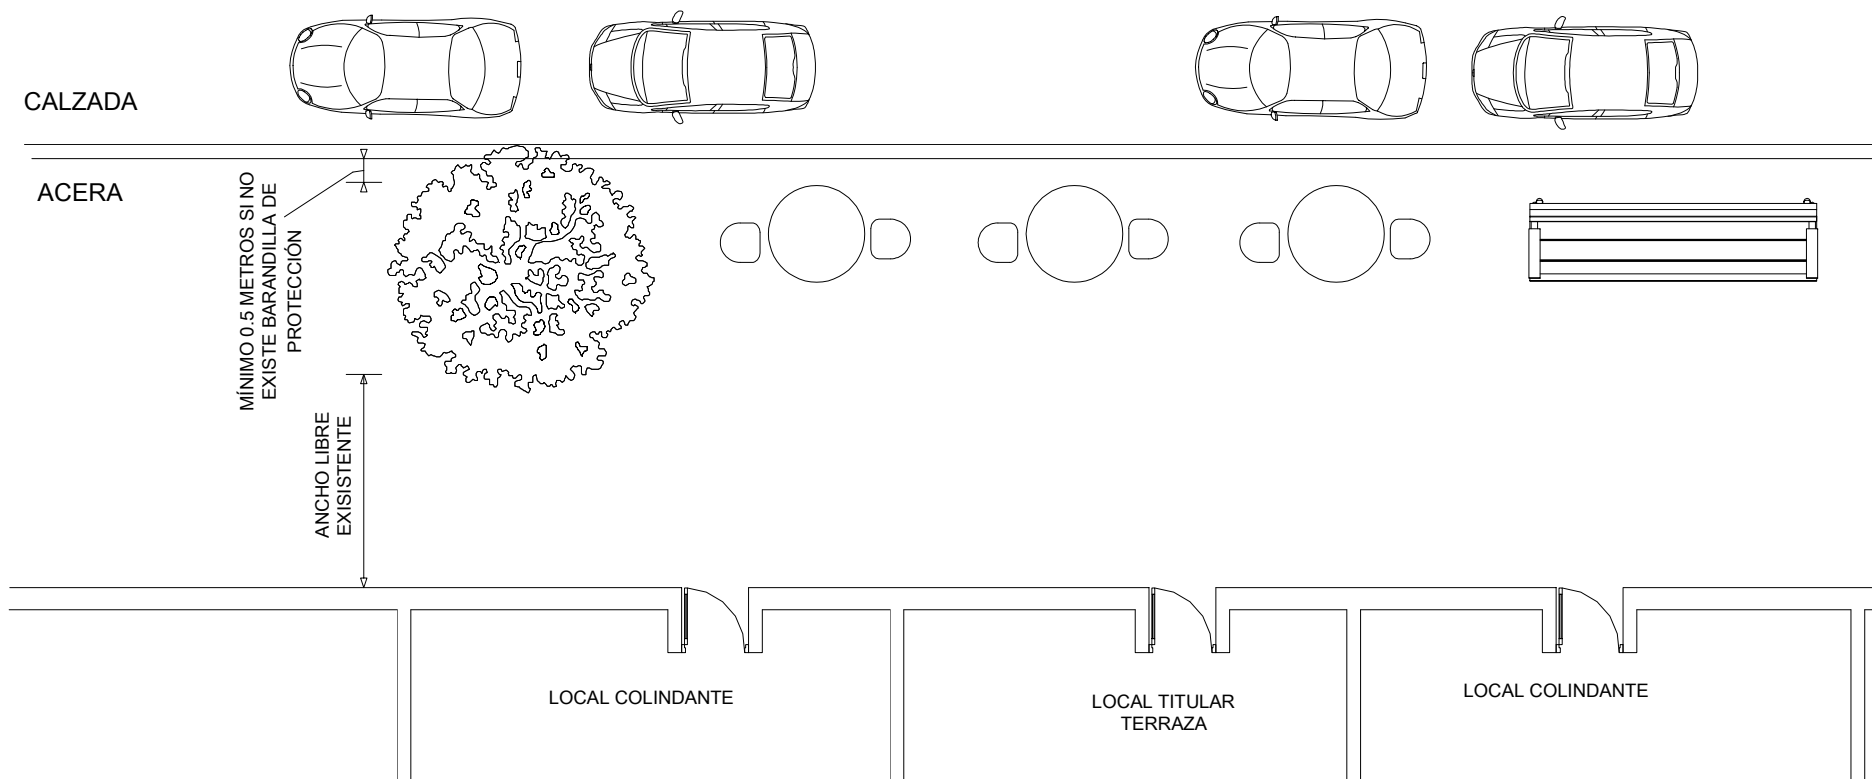 CALZADA
ACERA
MÍNIMO 0.5 METROS SI NO
EXISTE BARANDILLA DE
PROTECCIÓN
ANCHO LIBRE
EXISISTENTE
LOCAL COLINDANTE
LOCAL TITULAR
TERRAZA
LOCAL COLINDANTE